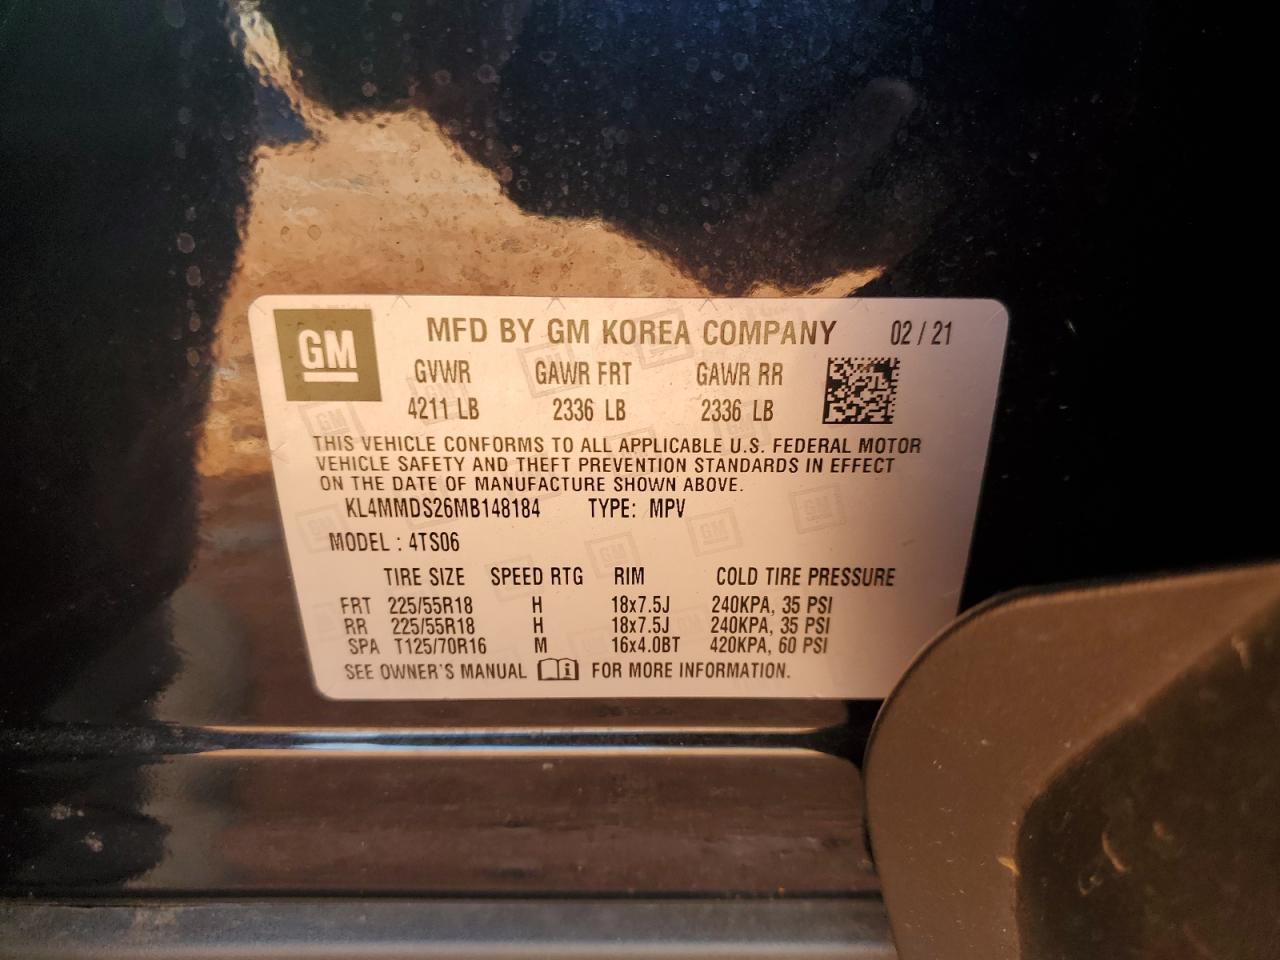 GM MFD BY GM KOREA COMPANY 02 / 21
GVWR GAWR FRT GAWR RR
4211 LB 2336 LB 2336 LB
THIS VEHICLE CONFORMS TO ALL APPLICABLE U.S. FEDERAL MOTOR
VEHICLE SAFETY AND THEFT PREVENTION STANDARDS IN EFFECT
ON THE DATE OF MANUFACTURE SHOWN ABOVE.
KL4MMDS26MB148184 TYPE: MPV
MODEL : 4TS06
TIRE SIZE SPEED RTG RIM COLD TIRE PRESSURE
FRT 225/55R18 H 18x7.5J 240KPA, 35 PSI
RR 225/55R18 H 18x7.5J 240KPA, 35 PSI
SPA T125/70R16 M 16x4.0BT 420KPA, 60 PSI
SEE OWNER'S MANUAL FOR MORE INFORMATION.